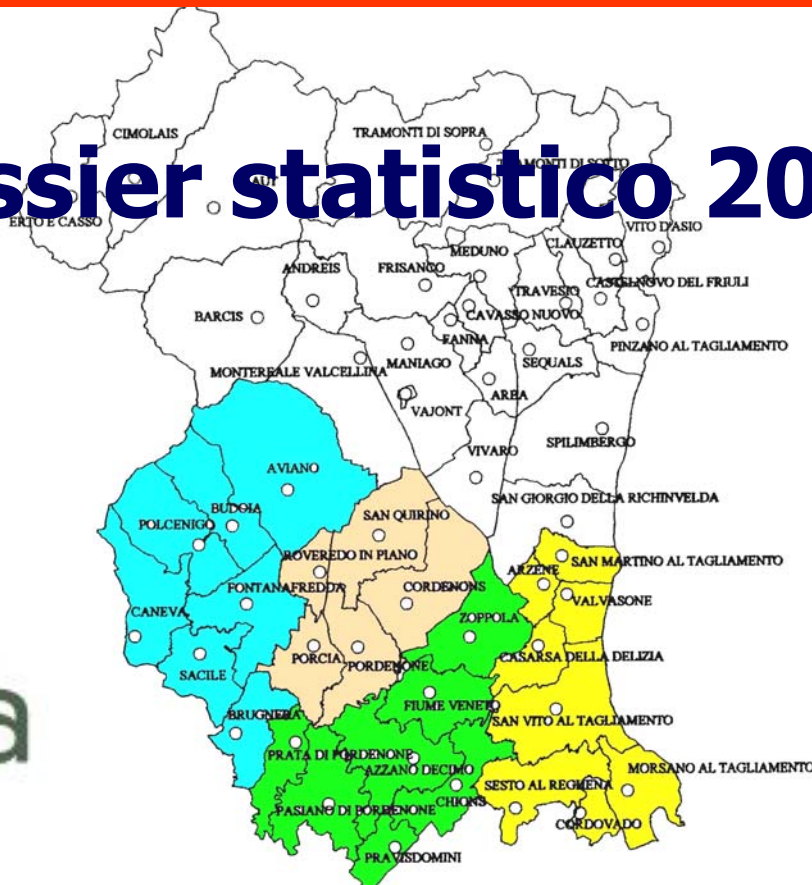 CIMOLAIS
TRAMONTI DI SOPRA
TRAMONTI DI SOTTO
ssier statistico 20
ERTO E CASSO
VITO D'ASIO
CLAUZETTO
MEDUNO
ANDREIS
FRISANCO
TRAVESIO
CASTELNOVO DEL FRIULI
BARCIS
CAVASSO NUOVO
FANNA
PINZANO AL TAGLIAMENTO
MANIAGO
SEQUALS
MONTEREALE VALCELLINA
ARBA
VAJONT
SPILIMBERGO
VIVARO
AVIANO
SAN GIORGIO DELLA RICHINVELDA
BUDOIA
SAN QUIRINO
POLCENIGO
ROVEREDO IN PIANO
SAN MARTINO AL TAGLIAMENTO
ARZENE
FONTANAFREDDA
CORDENONS
VALVASONE
CANEVA
ZOPPOLA
CASARSA DELLA DELIZIA
PORCIA
PORDENONE
SACILE
FIUME VENETO
BRUGNERA
SAN VITO AL TAGLIAMENTO
a
PRATA DI PORDENONE
AZZANO DECIMO
MORSANO AL TAGLIAMENTO
SESTO AL REGHENA
CHIONS
PASIANO DI PORDENONE
CORDOVADO
PRAVISDOMINI